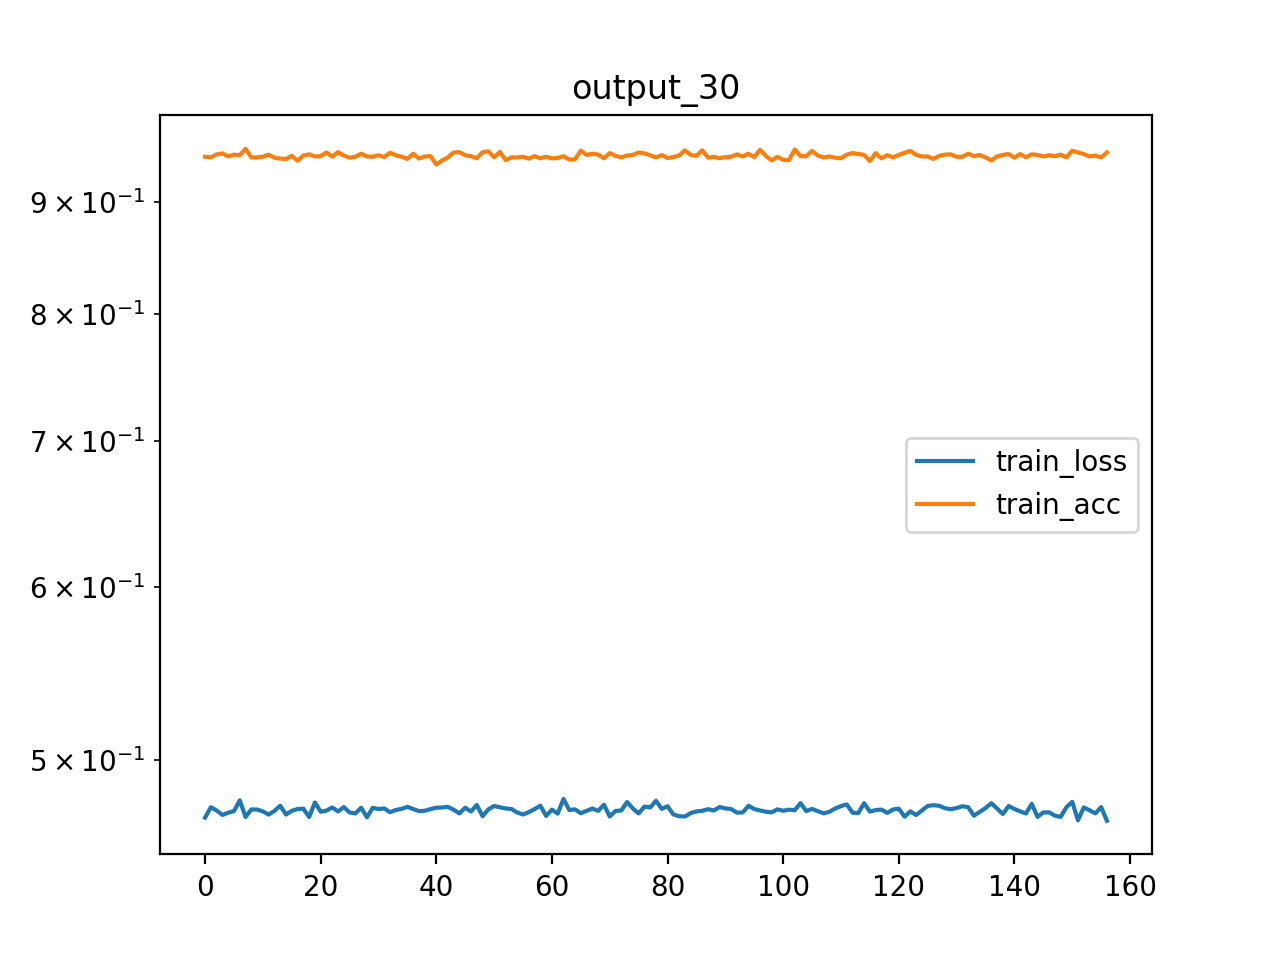 output_30
9 × 10⁻¹
8 × 10⁻¹
7 × 10⁻¹
6 × 10⁻¹
5 × 10⁻¹
train_loss
train_acc
0 20 40 60 80 100 120 140 160